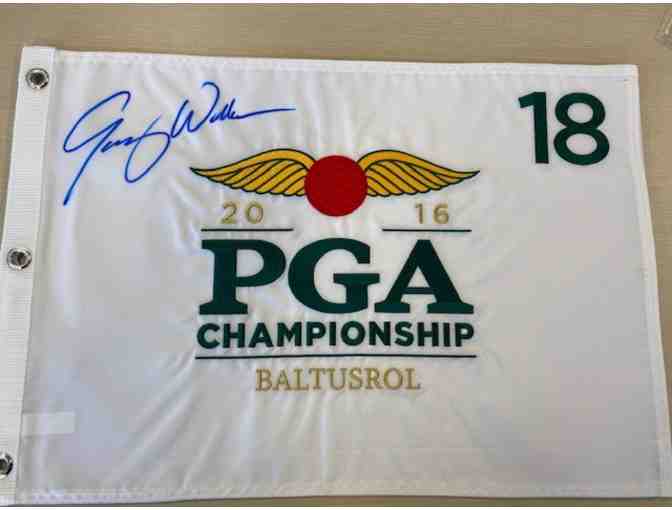 18
20 16
PGA
CHAMPIONSHIP
BALTUSROL